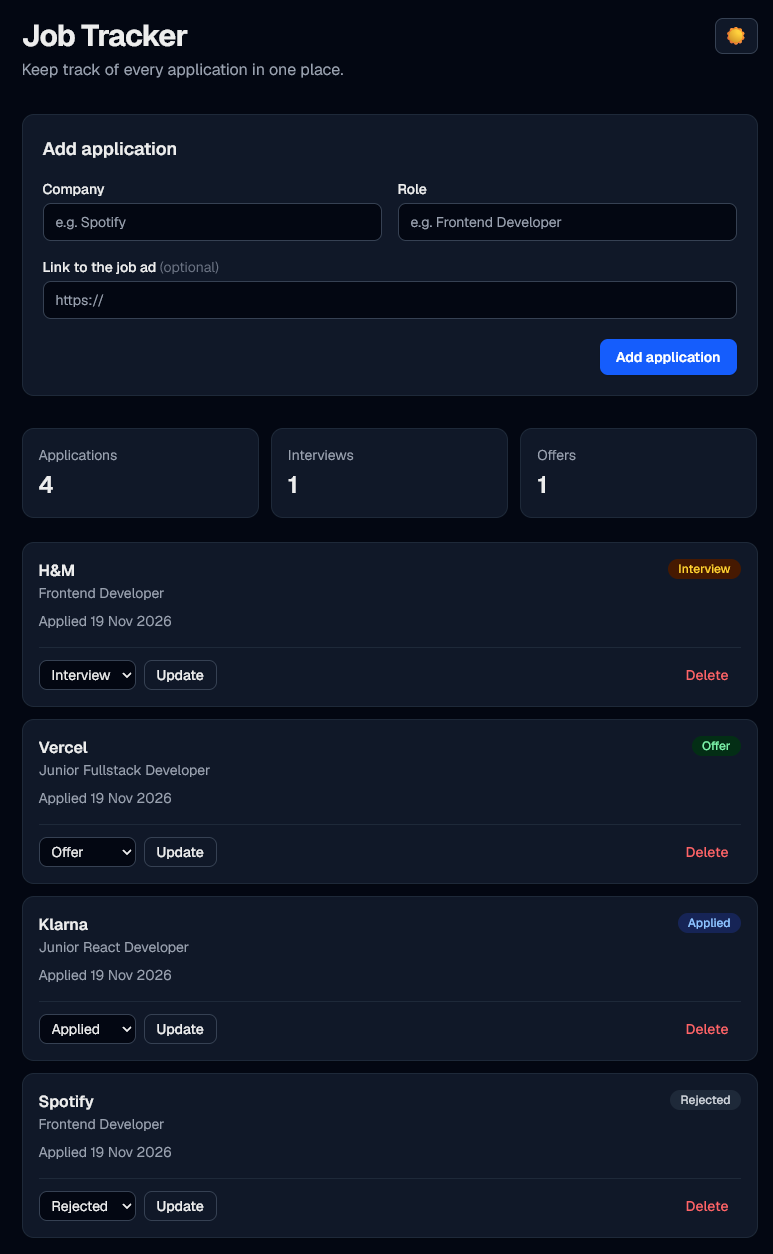 Job Tracker
Keep track of every application in one place.
Add application
Company
Role
e.g. Spotify
e.g. Frontend Developer
Link to the job ad (optional)
https://
Add application
Applications
4
Interviews
1
Offers
1
H&M
Interview
Frontend Developer
Applied 19 Nov 2026
Interview
Update
Delete
Vercel
Offer
Junior Fullstack Developer
Applied 19 Nov 2026
Offer
Update
Delete
Klarna
Applied
Junior React Developer
Applied 19 Nov 2026
Applied
Update
Delete
Spotify
Rejected
Frontend Developer
Applied 19 Nov 2026
Rejected
Update
Delete